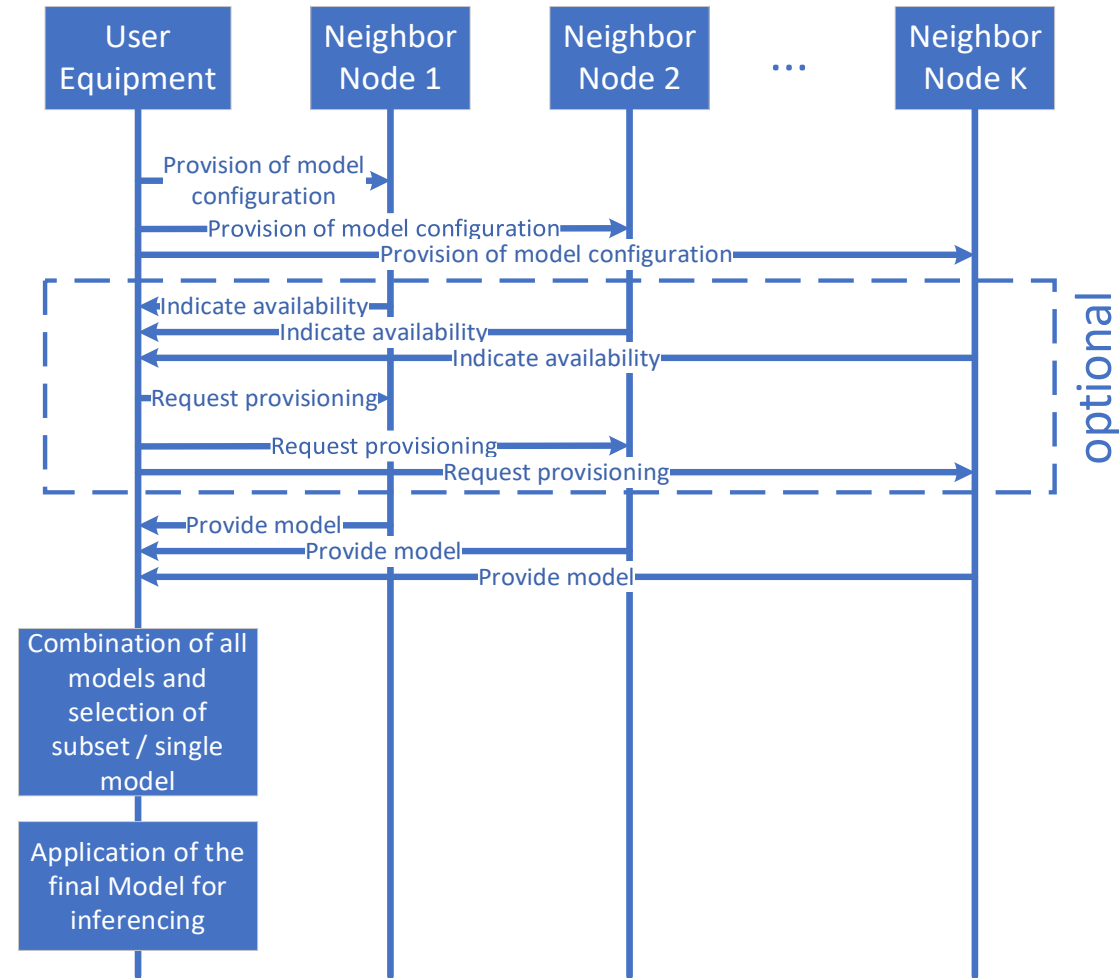 User
Equipment
Neighbor
Node 1
Neighbor
Node 2
...
Neighbor
Node K
Provision of model
configuration
Provision of model configuration
Provision of model configuration
optional
Indicate availability
Indicate availability
Indicate availability
Request provisioning
Request provisioning
Request provisioning
Provide model
Provide model
Provide model
Combination of all
models and
selection of
subset / single
model
Application of the
final Model for
inferencing